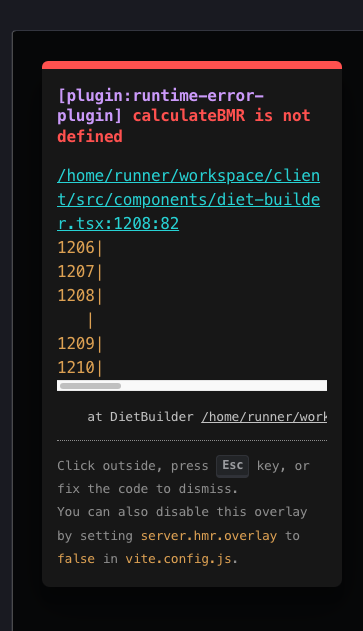 [plugin:runtime-error-
plugin] calculateBMR is not
defined
/home/runner/workspace/clien
t/src/components/diet-builde
r.tsx:1208:82
1206|
1207|
1208|
|
1209|
1210|
at DietBuilder /home/runner/work
Click outside, press Esc key, or
fix the code to dismiss.
You can also disable this overlay
by setting server.hmr.overlay to
false in vite.config.js.